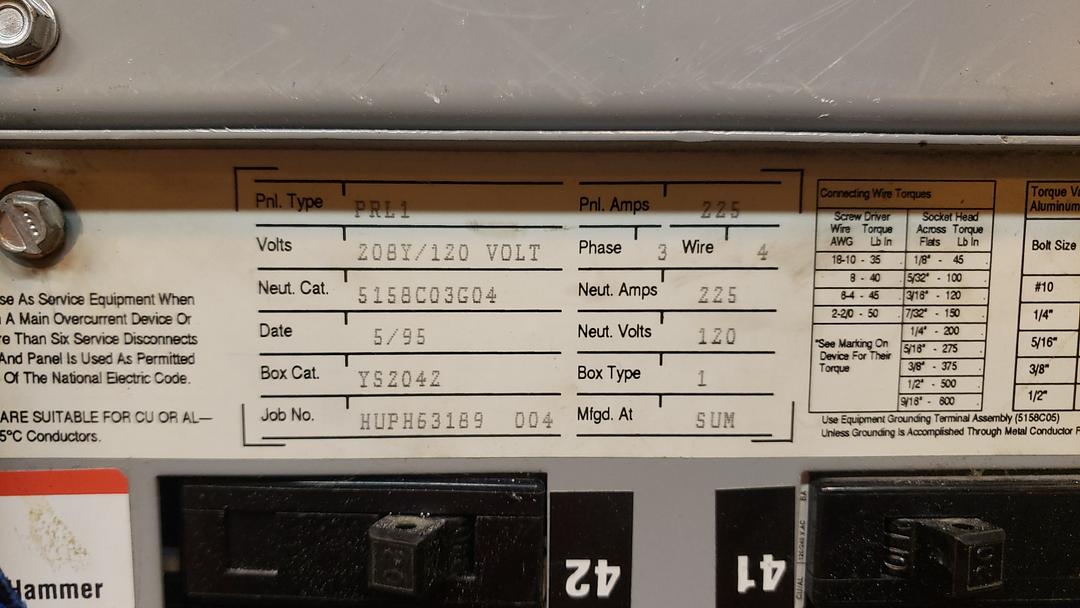 Pnl. Type PRL1 Pnl. Amps 225
Volts 208Y/120 VOLT Phase 3 Wire 4
Neut. Cat. 5158C03G04 Neut. Amps 225
Date 5/95 Neut. Volts 120
Box Cat. YS2042 Box Type 1
Job No. HUPH63189 004 Mfgd. At SUM
se As Service Equipment When
A Main Overcurrent Device Or
re Than Six Service Disconnects
And Panel Is Used As Permitted
Of The National Electric Code.
ARE SUITABLE FOR CU OR AL—
5°C Conductors.
Connecting Wire Torques
Screw Driver Socket Head
Wire Torque Across Torque
AWG Lb In Flats Lb In
18-10 - 35 1/8" - 45
8 - 40 5/32" - 100
6-4 - 45 3/16" - 120
2-2/0 - 50 7/32" - 150
1/4" - 200
5/16" - 275
3/8" - 375
1/2" - 500
9/16" - 600
*See Marking On
Device For Their
Torque
Torque Va
Aluminum
Bolt Size
#10
1/4"
5/16"
3/8"
1/2"
Use Equipment Grounding Terminal Assembly (5158C05)
Unless Grounding Is Accomplished Through Metal Conductor
Hammer
42
41